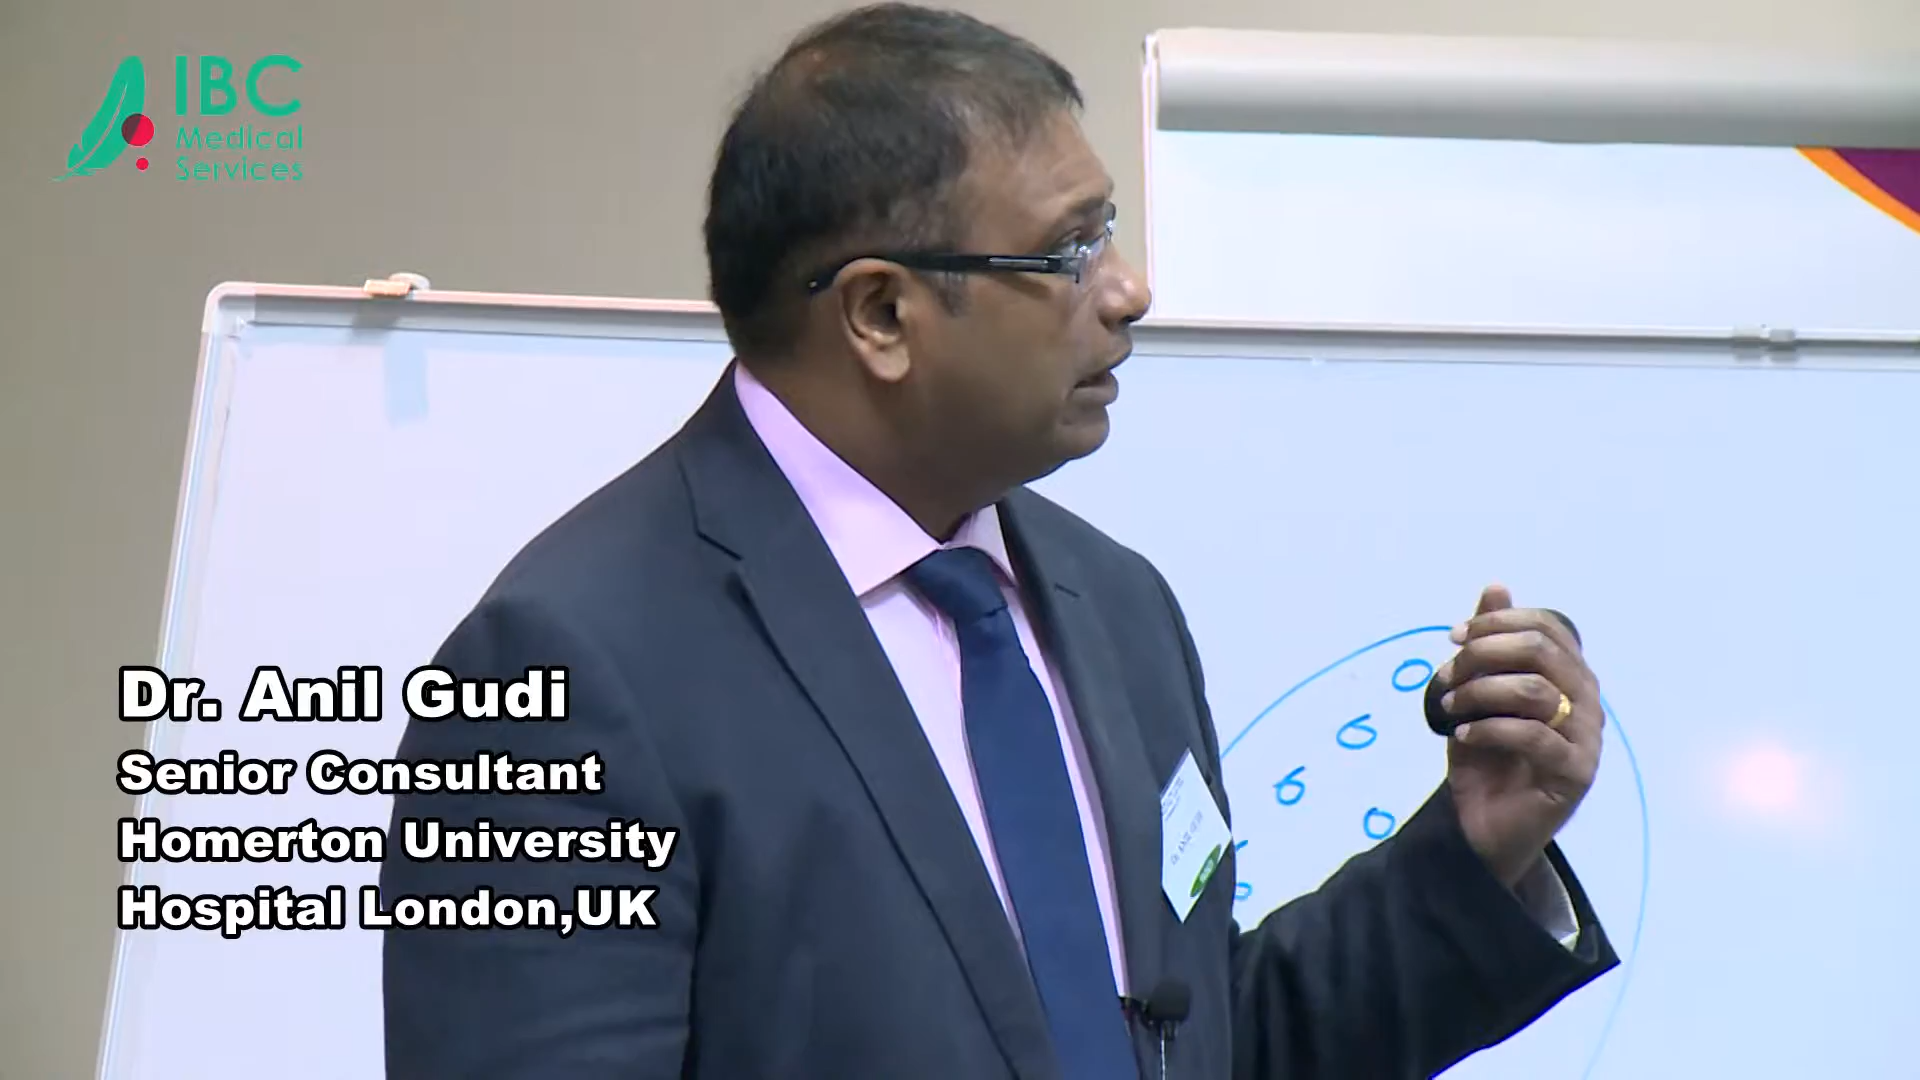 IBC
Medical
Services
Dr. Anil Gudi
Senior Consultant
Homerton University
Hospital London,UK